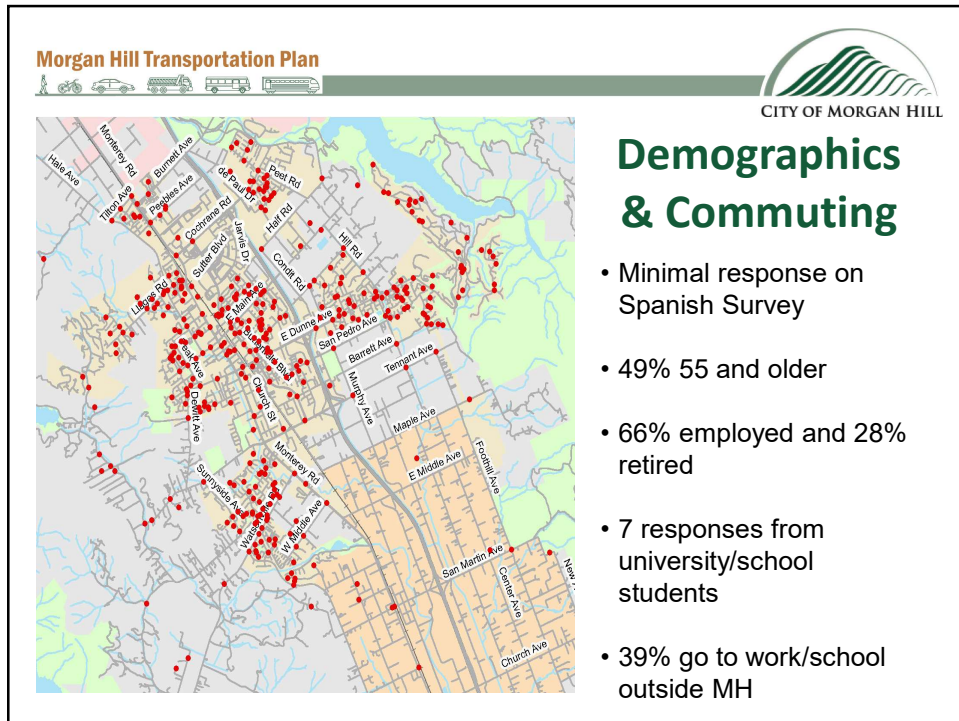 Morgan Hill Transportation Plan
CITY OF MORGAN HILL
Demographics
& Commuting
• Minimal response on
Spanish Survey
• 49% 55 and older
• 66% employed and 28%
retired
• 7 responses from
university/school
students
• 39% go to work/school
outside MH
Monterey Rd
Burnett Ave
Hale Ave
Peebles Ave
Tilton Ave
de Paul Dr
Peet Rd
Cochrane Rd
Half Rd
Sutter Blvd
Jarvis Dr
Hill Rd
Condit Rd
Llagas Rd
E Main Ave
E Dunne Ave
San Pedro Ave
Barrett Ave
Tennant Ave
Peak Ave
Murphy Ave
Church St
Dewitt Ave
Maple Ave
Monterey Rd
E Middle Ave
Foothill Ave
Sunnyside Ave
W Middle Ave
San Martin Ave
Center Ave
Church Ave